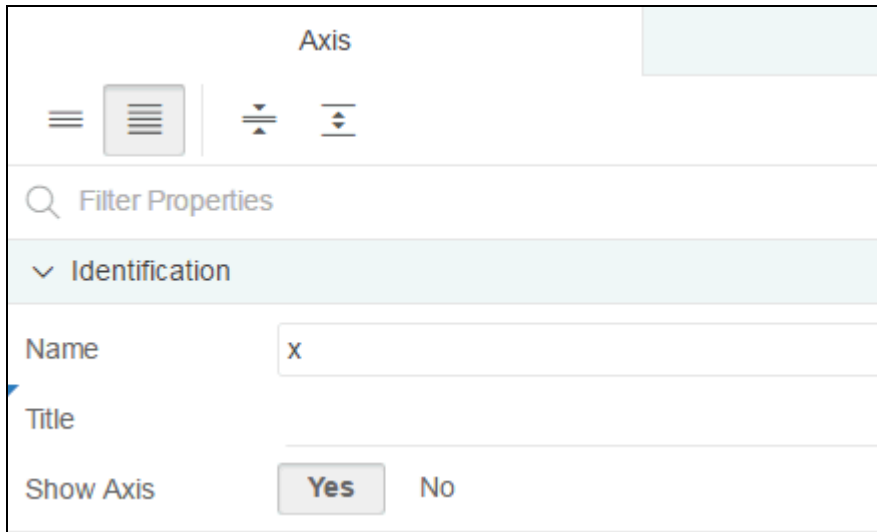 Axis
Filter Properties
Identification
Name x
Title
Show Axis Yes No